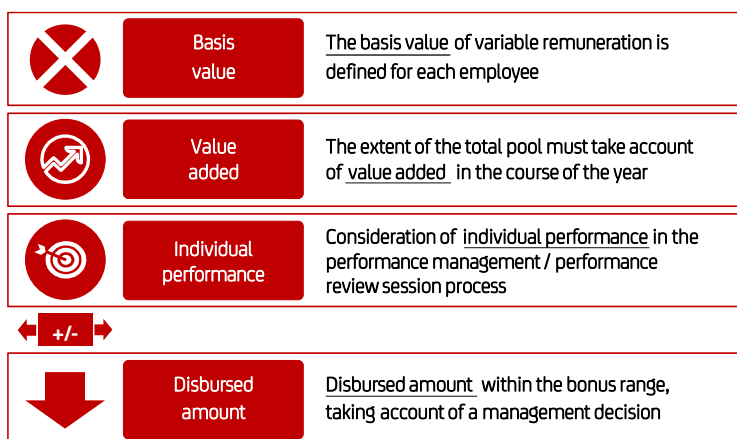 Basis
value
The basis value of variable remuneration is
defined for each employee
Value
added
The extent of the total pool must take account
of value added in the course of the year
Individual
performance
Consideration of individual performance in the
performance management / performance
review session process
+/-
Disbursed
amount
Disbursed amount within the bonus range,
taking account of a management decision